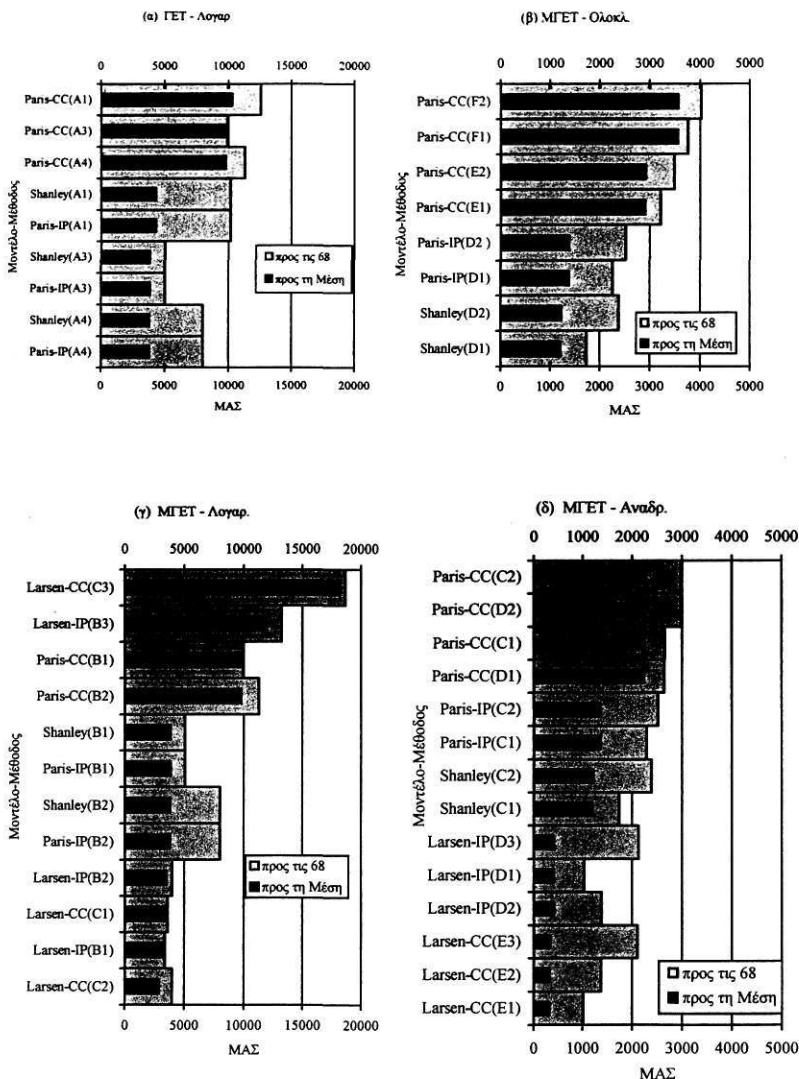 (α) ΓΕΤ - Λογαρ
0 5000 10000 15000 20000
Μοντέλο-Μέθοδος
Paris-CC(A1)
Paris-CC(A3)
Paris-CC(A4)
Shanley(A1)
Paris-IP(A1)
Shanley(A3)
Paris-IP(A3)
Shanley(A4)
Paris-IP(A4)
προς τις 68
προς τη Μέση
0 5000 10000 15000 20000
ΜΑΣ
(β) ΜΓΕΤ - Ολοκλ.
0 1000 2000 3000 4000 5000
Μοντέλο-Μέθοδος
Paris-CC(F2)
Paris-CC(F1)
Paris-CC(E2)
Paris-CC(E1)
Paris-IP(D2 )
Paris-IP(D1)
Shanley(D2)
Shanley(D1)
προς τις 68
προς τη Μέση
0 1000 2000 3000 4000 5000
ΜΑΣ
(γ) ΜΓΕΤ - Λογαρ.
0 5000 10000 15000 20000
Μοντέλο-Μέθοδος
Larsen-CC(C3)
Larsen-IP(B3)
Paris-CC(B1)
Paris-CC(B2)
Shanley(B1)
Paris-IP(B1)
Shanley(B2)
Paris-IP(B2)
Larsen-IP(B2)
Larsen-CC(C1)
Larsen-IP(B1)
Larsen-CC(C2)
προς τις 68
προς τη Μέση
0 5000 10000 15000 20000
ΜΑΣ
(δ) ΜΓΕΤ - Αναδρ.
0 1000 2000 3000 4000 5000
Μοντέλο-Μέθοδος
Paris-CC(C2)
Paris-CC(D2)
Paris-CC(C1)
Paris-CC(D1)
Paris-IP(C2)
Paris-IP(C1)
Shanley(C2)
Shanley(C1)
Larsen-IP(D3)
Larsen-IP(D1)
Larsen-IP(D2)
Larsen-CC(E3)
Larsen-CC(E2)
Larsen-CC(E1)
προς τις 68
προς τη Μέση
0 1000 2000 3000 4000 5000
ΜΑΣ